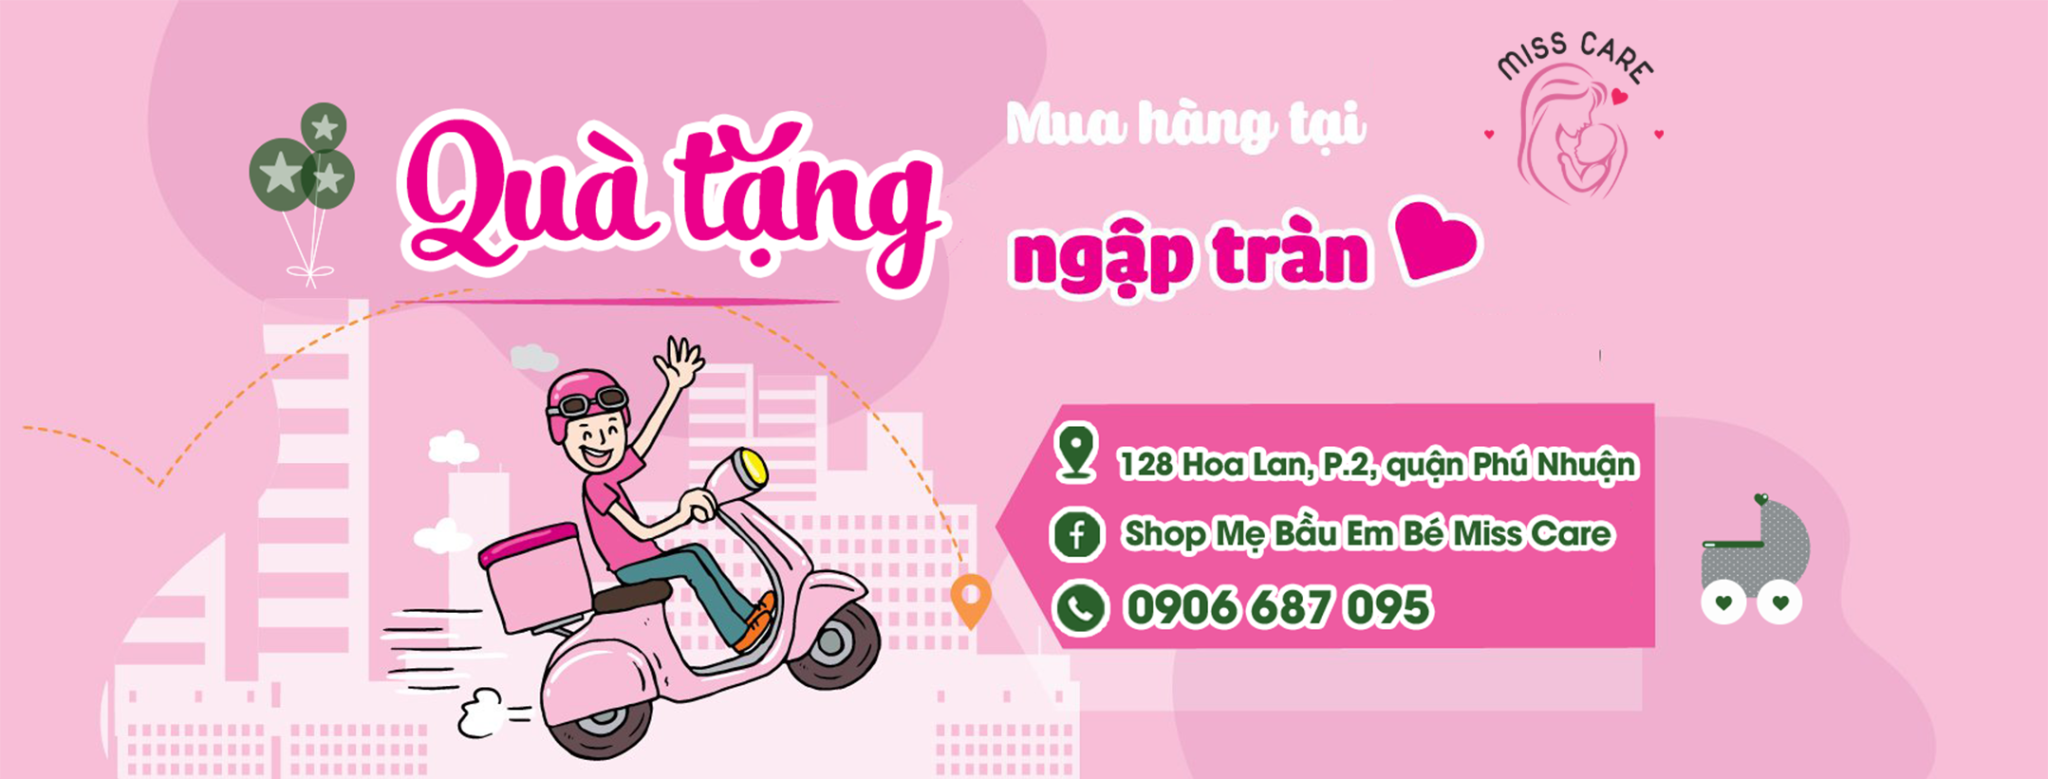 MISS CARE
Quà tặng
Mua hàng tại
ngập tràn
128 Hoa Lan, P.2, quận Phú Nhuận
Shop Mẹ Bầu Em Bé Miss Care
0906 687 095